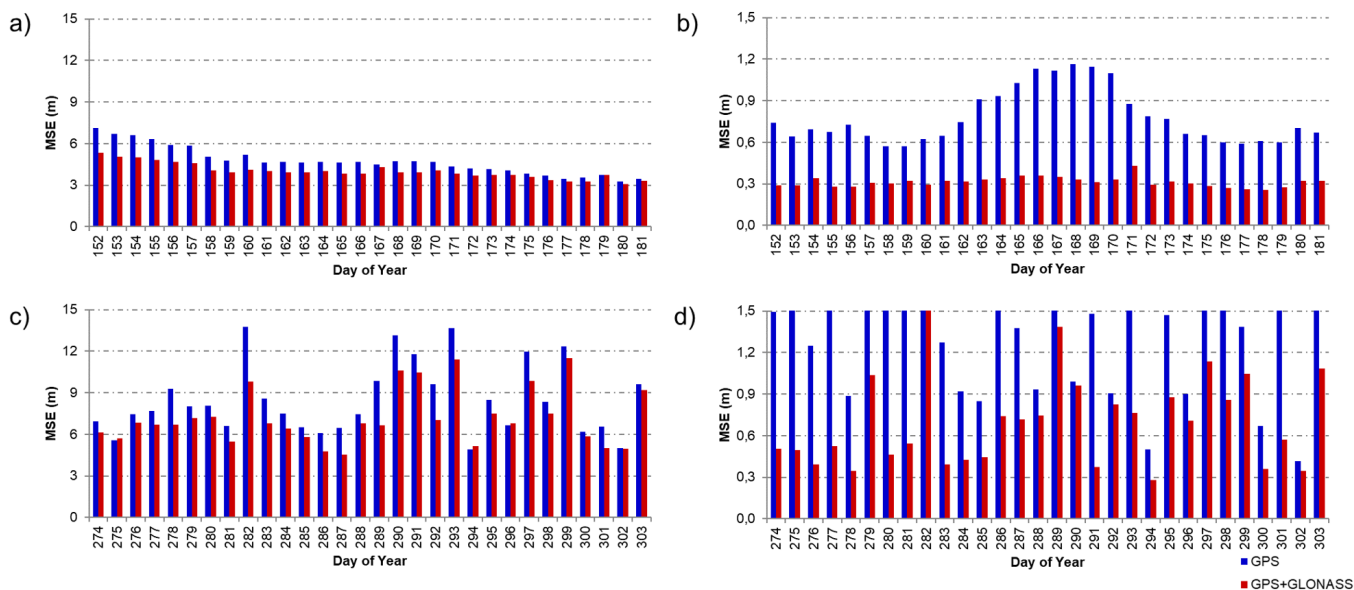 a)
15
12
9
6
3
0
MSE (m)
152 153 154 155 156 157 158 159 160 161 162 163 164 165 166 167 168 169 170 171 172 173 174 175 176 177 178 179 180 181
Day of Year
b)
1,5
1,2
0,9
0,6
0,3
0,0
MSE (m)
152 153 154 155 156 157 158 159 160 161 162 163 164 165 166 167 168 169 170 171 172 173 174 175 176 177 178 179 180 181
Day of Year
c)
15
12
9
6
3
0
MSE (m)
274 275 276 277 278 279 280 281 282 283 284 285 286 287 288 289 290 291 292 293 294 295 296 297 298 299 300 301 302 303
Day of Year
d)
1,5
1,2
0,9
0,6
0,3
0,0
MSE (m)
274 275 276 277 278 279 280 281 282 283 284 285 286 287 288 289 290 291 292 293 294 295 296 297 298 299 300 301 302 303
Day of Year
GPS
GPS+GLONASS